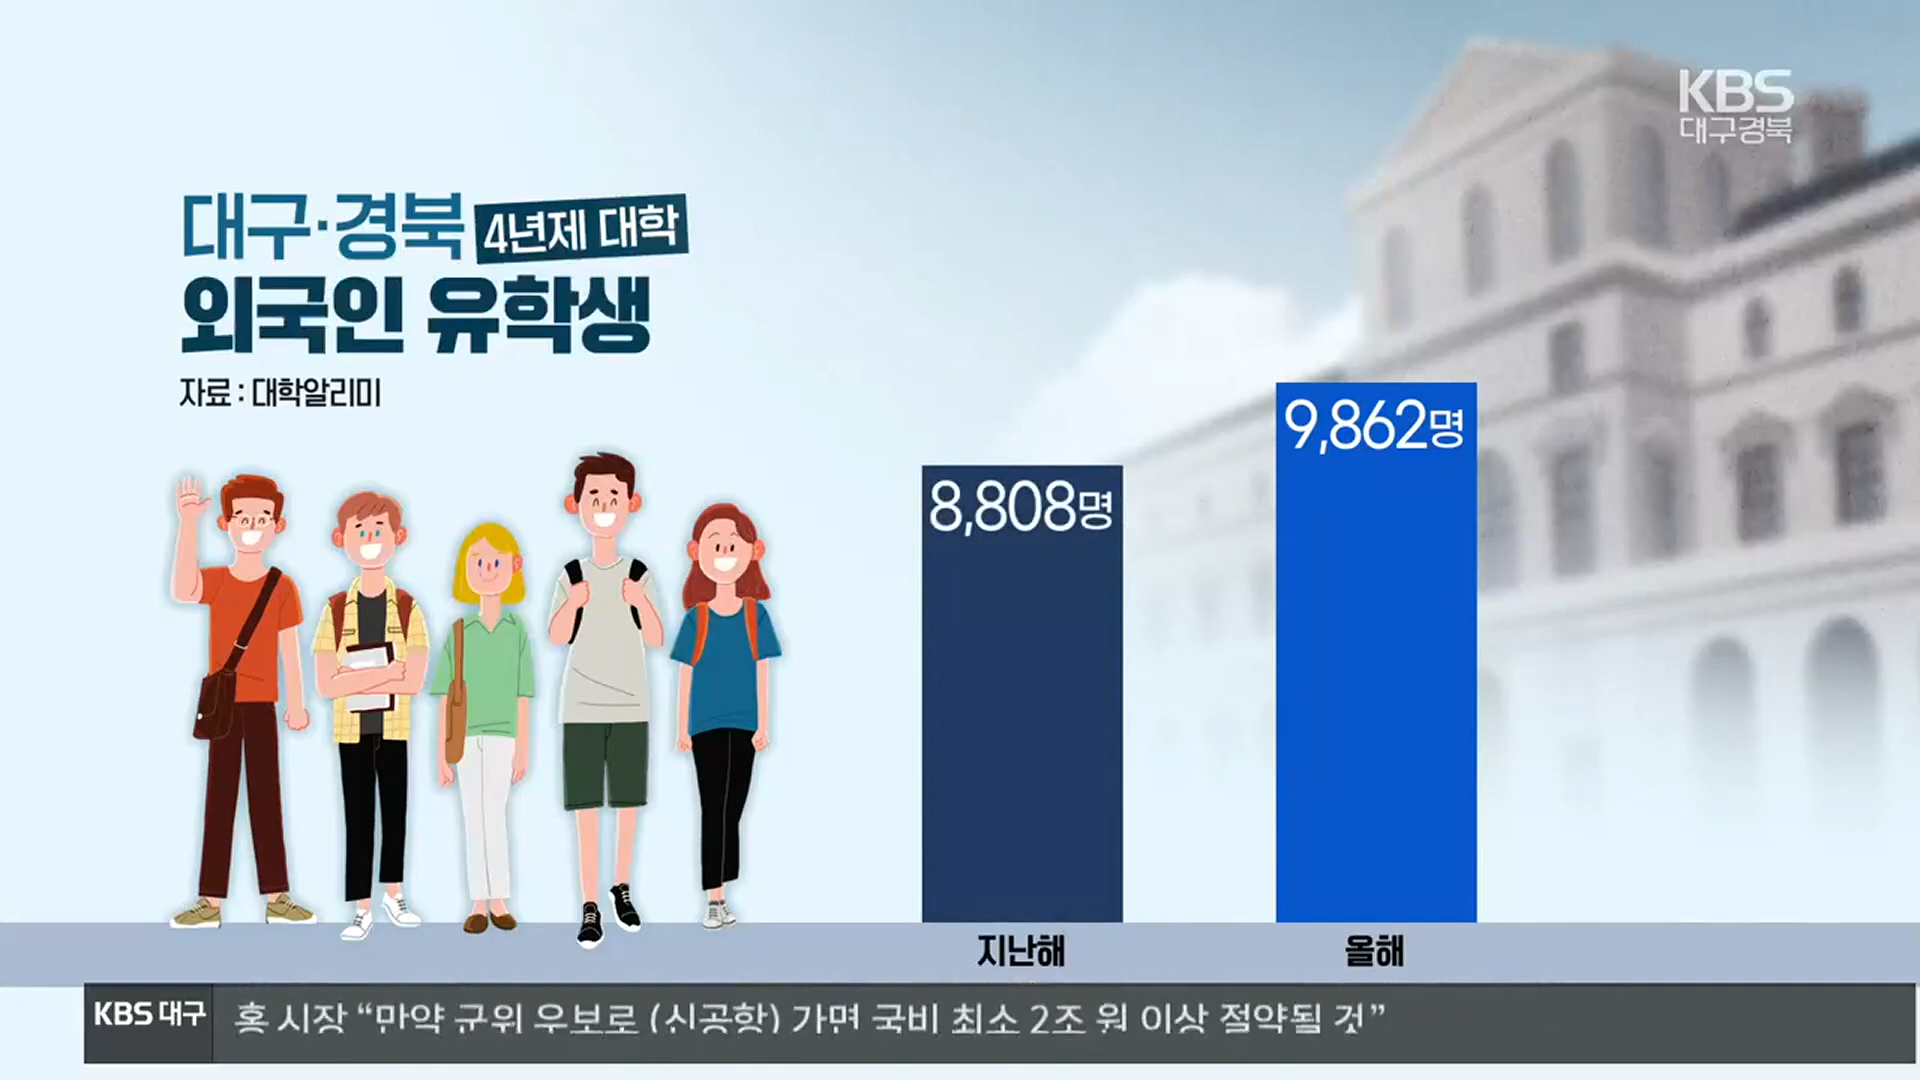 KBS
대구경북
대구·경북 4년제 대학
외국인 유학생
자료 : 대학알리미
8,808명
9,862명
지난해
올해
KBS 대구
홍 시장 “만약 군위 우보로 (신공항) 가면 국비 최소 2조 원 이상 절약될 것”